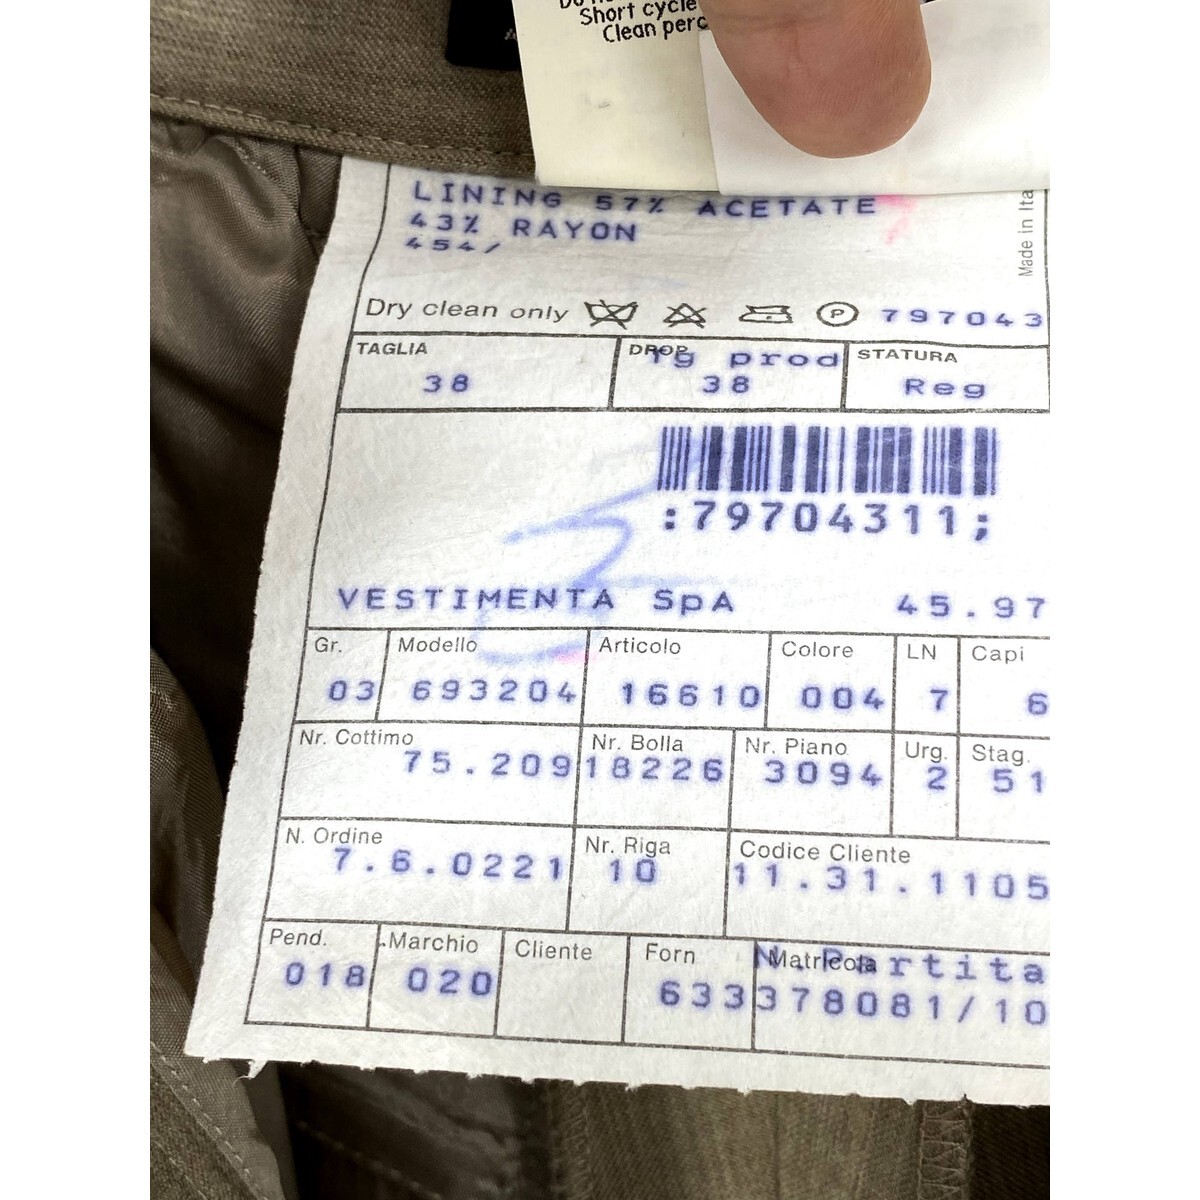 Short cycle
Clean perc
LINING 57% ACETATE
43% RAYON
454/
Made in Ita
Dry clean only P 797043
TAGLIA DROP Tg prod STATURA
38 38 Reg
:79704311;
VESTIMENTA SpA 45.97
Gr. Modello Articolo Colore LN Capi
03 693204 16610 004 7 6
Nr. Cottimo Nr. Bolla Nr. Piano Urg. Stag.
75.209 18226 3094 2 51
N. Ordine Nr. Riga Codice Cliente
7.6.0221 10 11.31.1105
Pend. Marchio Cliente Forn Matricola N.Partita
018 020 633 378081/10